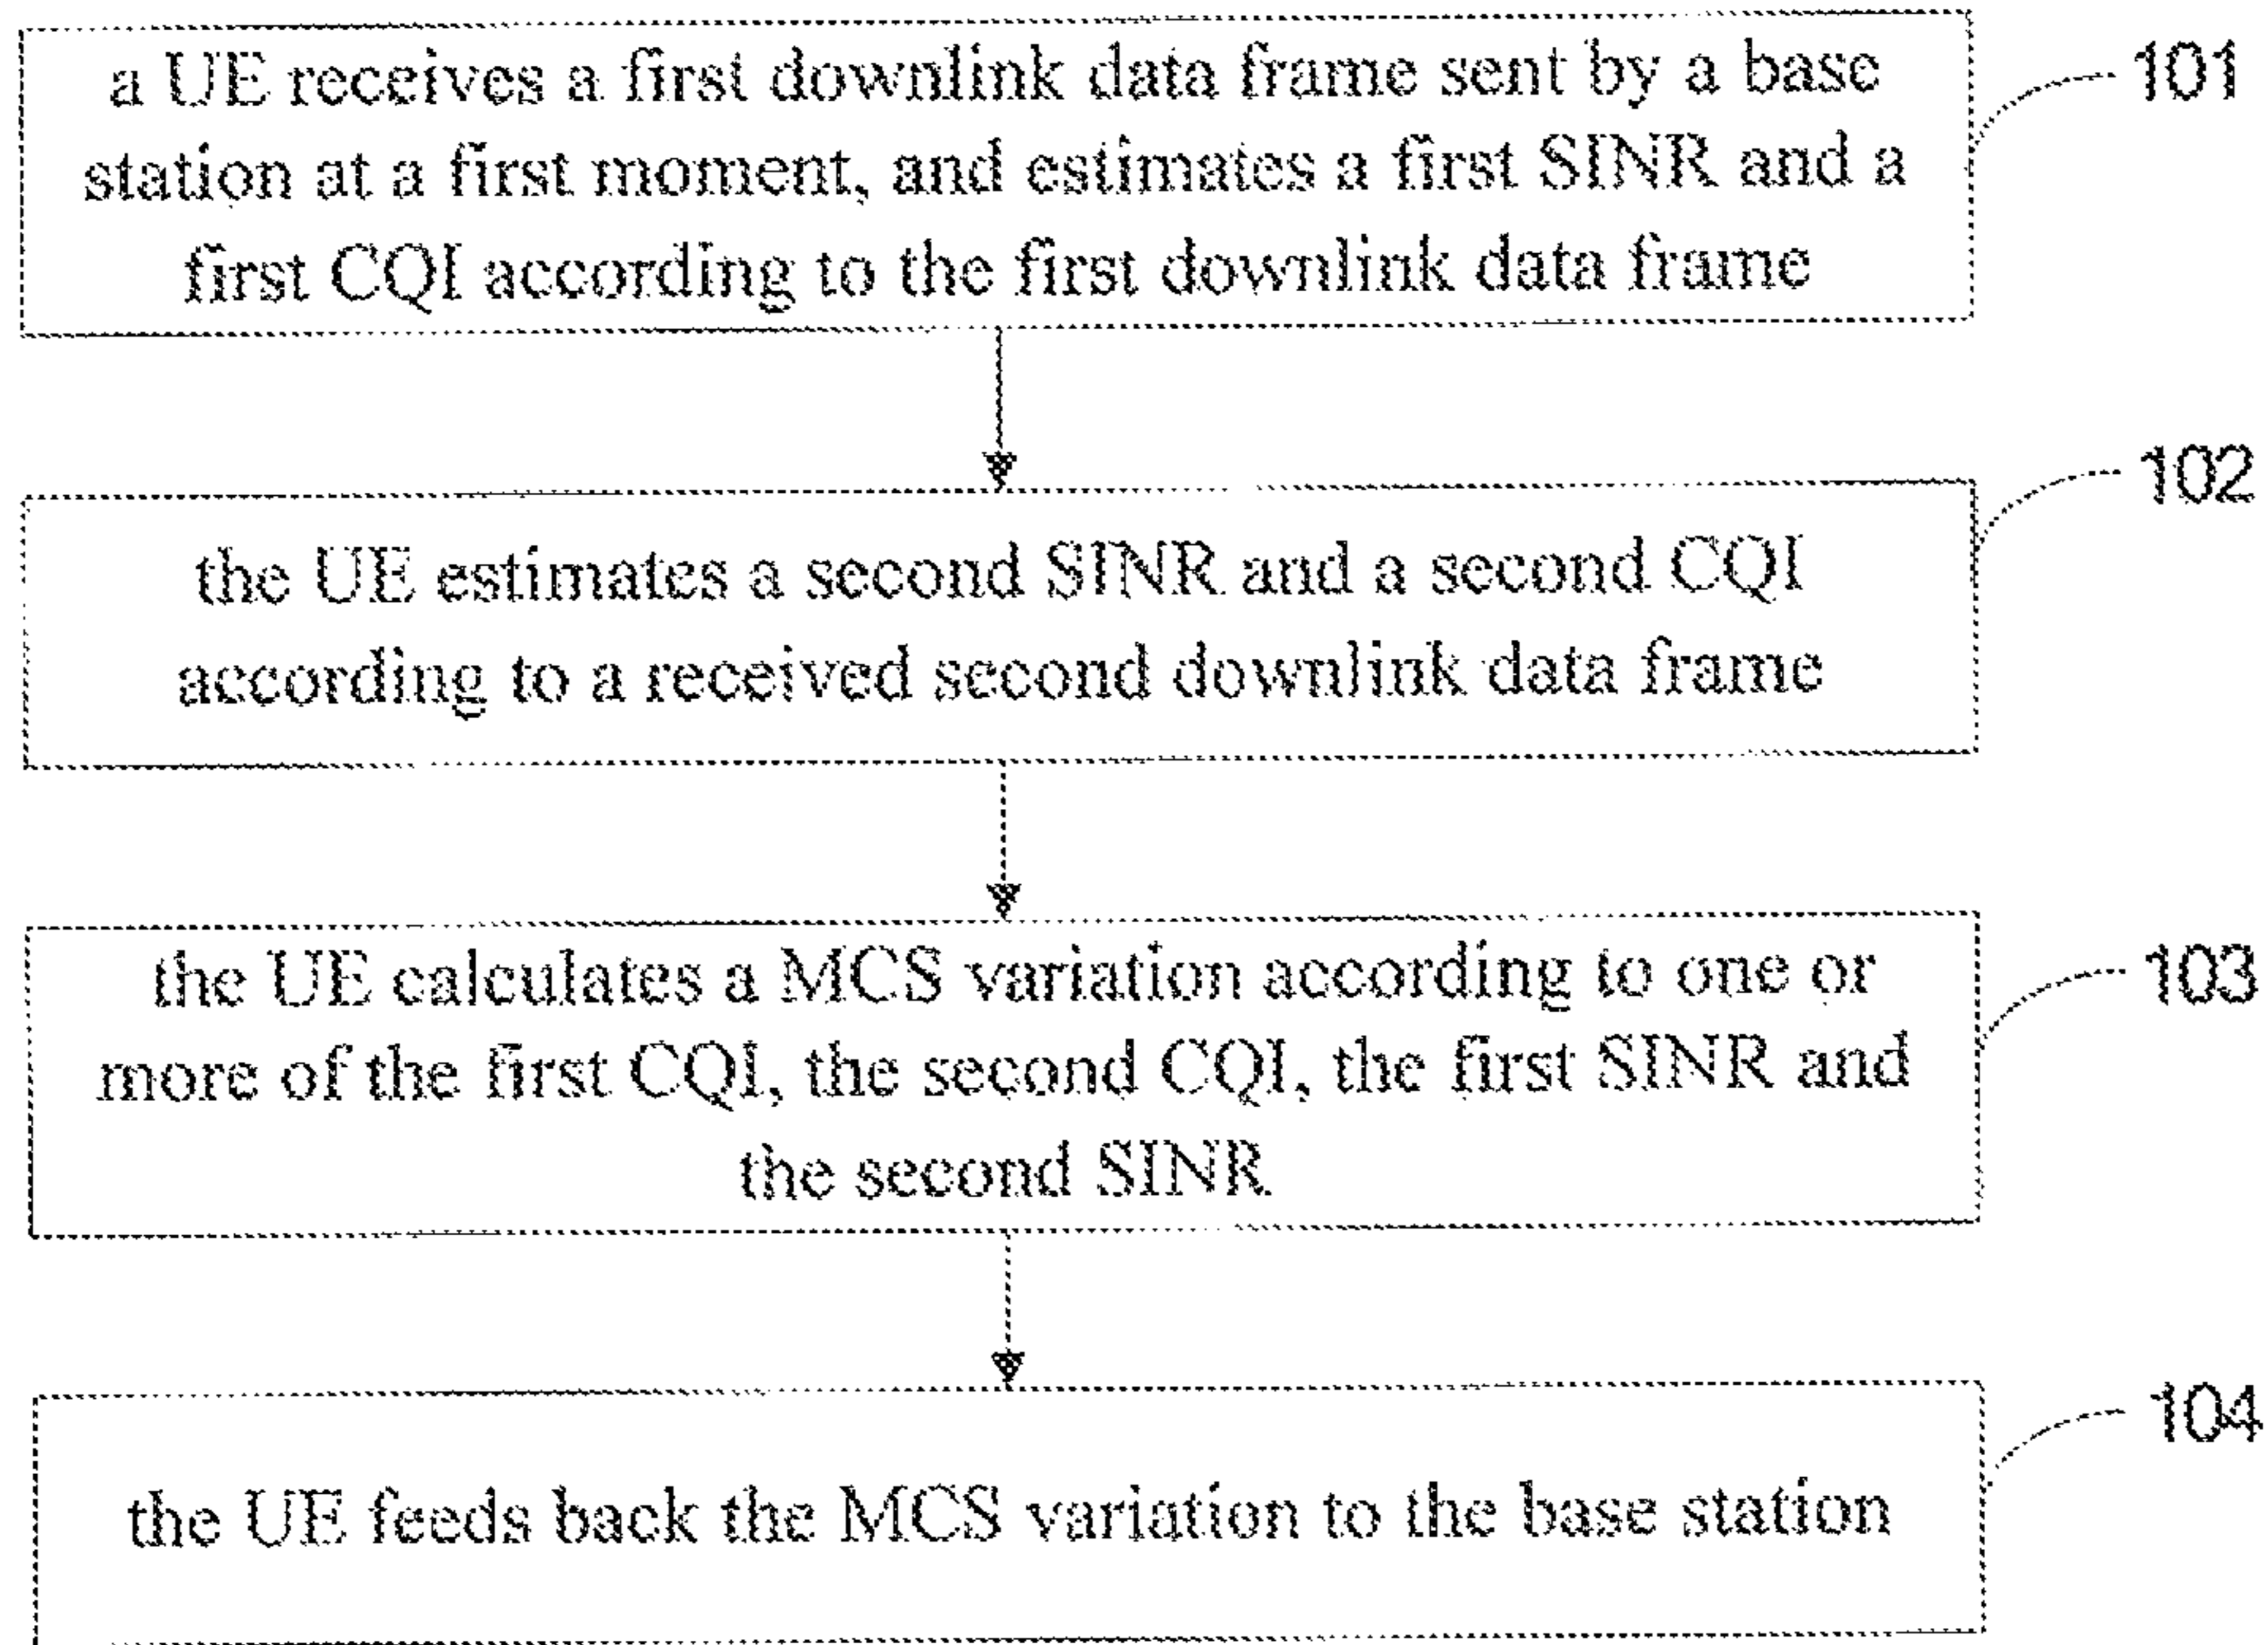 a UE receives a first downlink data frame sent by a base
station at a first moment, and estimates a first SINR and a
first CQI according to the first downlink data frame
101
the UE estimates a second SINR and a second CQI
according to a received second downlink data frame
102
the UE calculates a MCS variation according to one or
more of the first CQI, the second CQI, the first SINR and
the second SINR
103
the UE feeds back the MCS variation to the base station
104